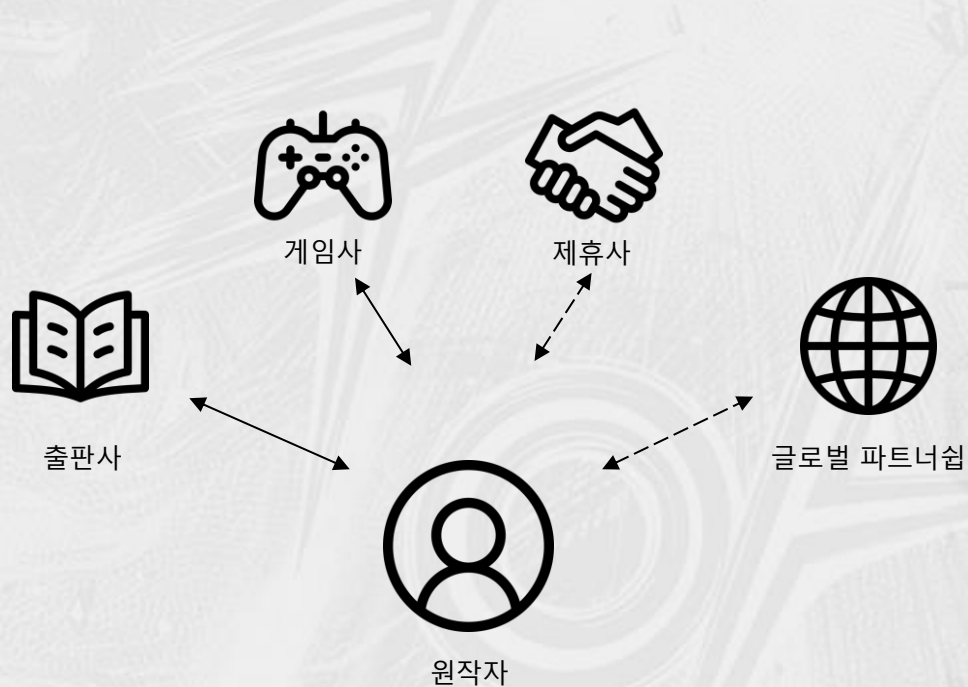 게임사
제휴사
출판사
글로벌 파트너쉽
원작자